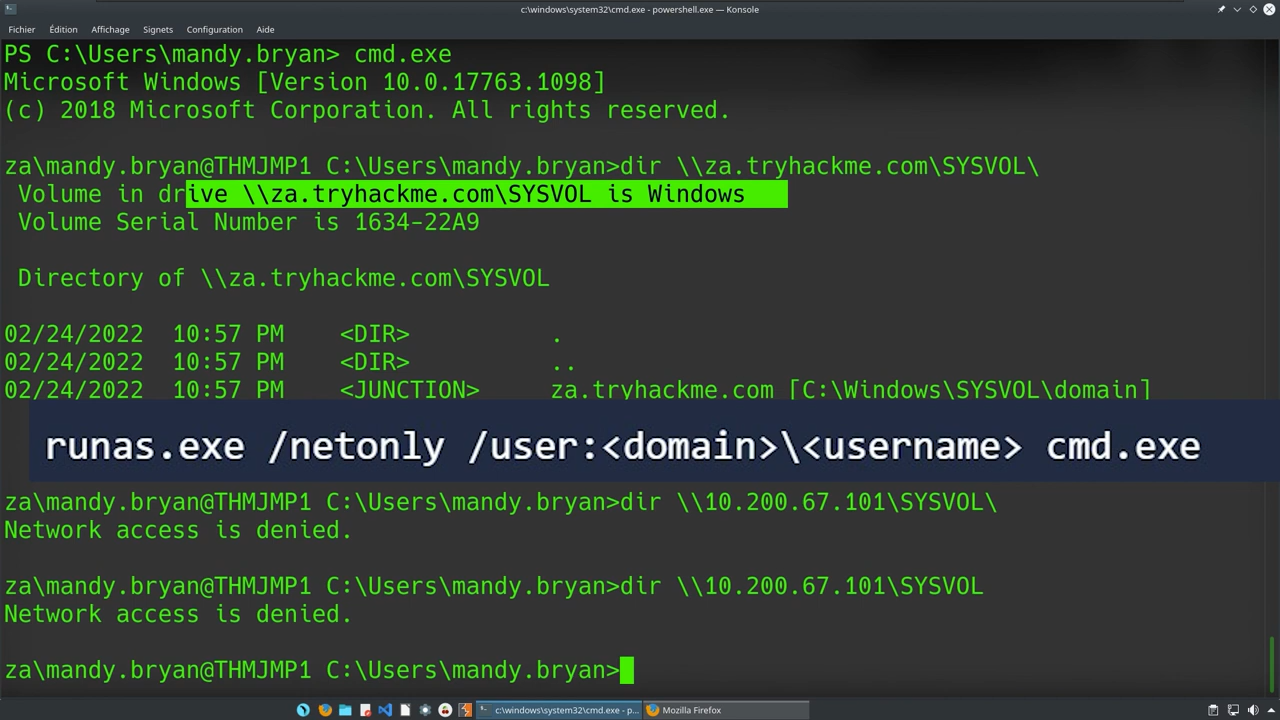 c:\windows\system32\cmd.exe - powershell.exe — Konsole
Fichier Édition Affichage Signets Configuration Aide
PS C:\Users\mandy.bryan> cmd.exe
Microsoft Windows [Version 10.0.17763.1098]
(c) 2018 Microsoft Corporation. All rights reserved.
za\mandy.bryan@THMJMP1 C:\Users\mandy.bryan>dir \\za.tryhackme.com\SYSVOL\
Volume in drive \\za.tryhackme.com\SYSVOL is Windows
Volume Serial Number is 1634-22A9
Directory of \\za.tryhackme.com\SYSVOL
02/24/2022 10:57 PM <DIR> .
02/24/2022 10:57 PM <DIR> ..
02/24/2022 10:57 PM <JUNCTION> za.tryhackme.com [C:\Windows\SYSVOL\domain]
runas.exe /netonly /user:<domain>\<username> cmd.exe
za\mandy.bryan@THMJMP1 C:\Users\mandy.bryan>dir \\10.200.67.101\SYSVOL\
Network access is denied.
za\mandy.bryan@THMJMP1 C:\Users\mandy.bryan>dir \\10.200.67.101\SYSVOL
Network access is denied.
za\mandy.bryan@THMJMP1 C:\Users\mandy.bryan>
c:\windows\system32\cmd.exe - p... Mozilla Firefox